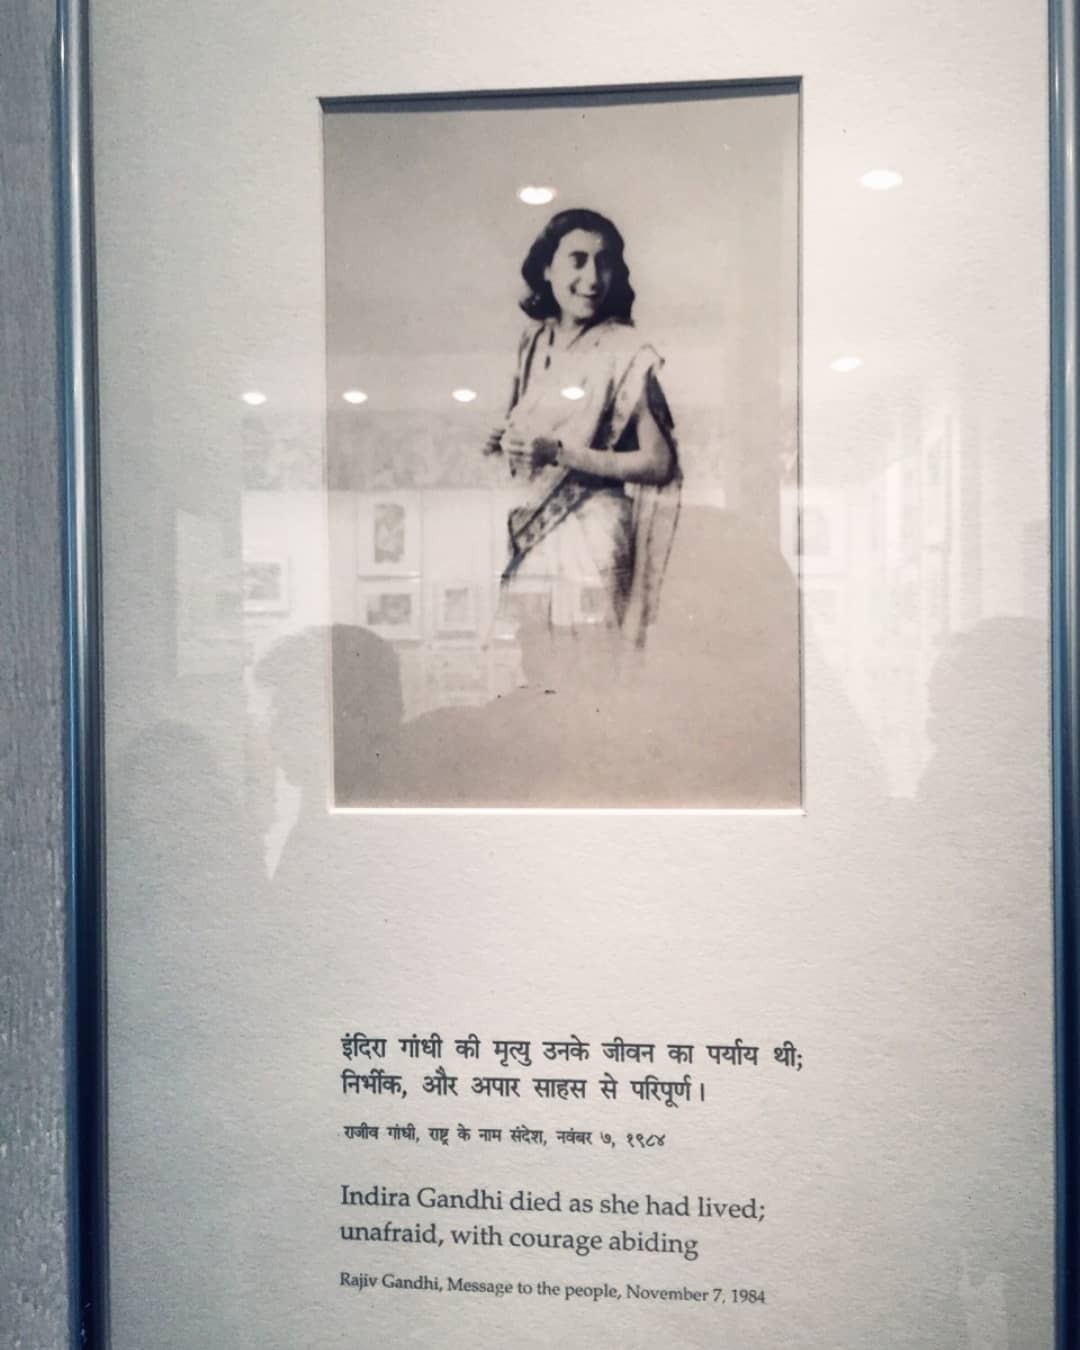 इंदिरा गांधी की मृत्यु उनके जीवन का पर्याय थी;
निर्भीक, और अपार साहस से परिपूर्ण।
राजीव गांधी, राष्ट्र के नाम संदेश, नवंबर ७, १९८४
Indira Gandhi died as she had lived;
unafraid, with courage abiding
Rajiv Gandhi, Message to the people, November 7, 1984